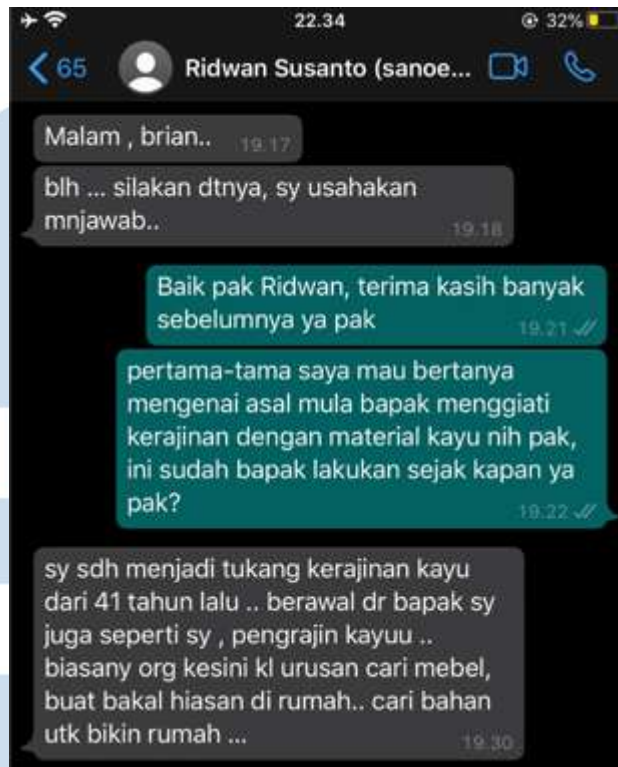 22.34
32%
65
Ridwan Susanto (sanoe...
Malam , brian..
19.17
blh ... silakan dtnya, sy usahakan
mnjawab..
19.18
Baik pak Ridwan, terima kasih banyak
sebelumnya ya pak
19.21
pertama-tama saya mau bertanya
mengenai asal mula bapak menggiati
kerajinan dengan material kayu nih pak,
ini sudah bapak lakukan sejak kapan ya
pak?
19.22
sy sdh menjadi tukang kerajinan kayu
dari 41 tahun lalu .. berawal dr bapak sy
juga seperti sy , pengrajin kayuu ..
biasany org kesini kl urusan cari mebel,
buat bakal hiasan di rumah.. cari bahan
utk bikin rumah ...
19.30